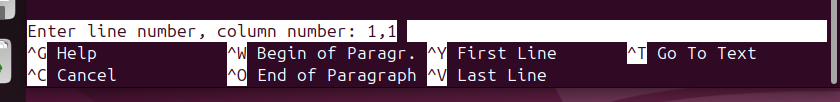 Enter line number, column number: 1,1
^G Help ^W Begin of Paragr. ^Y First Line ^T Go To Text
^C Cancel ^O End of Paragraph ^V Last Line